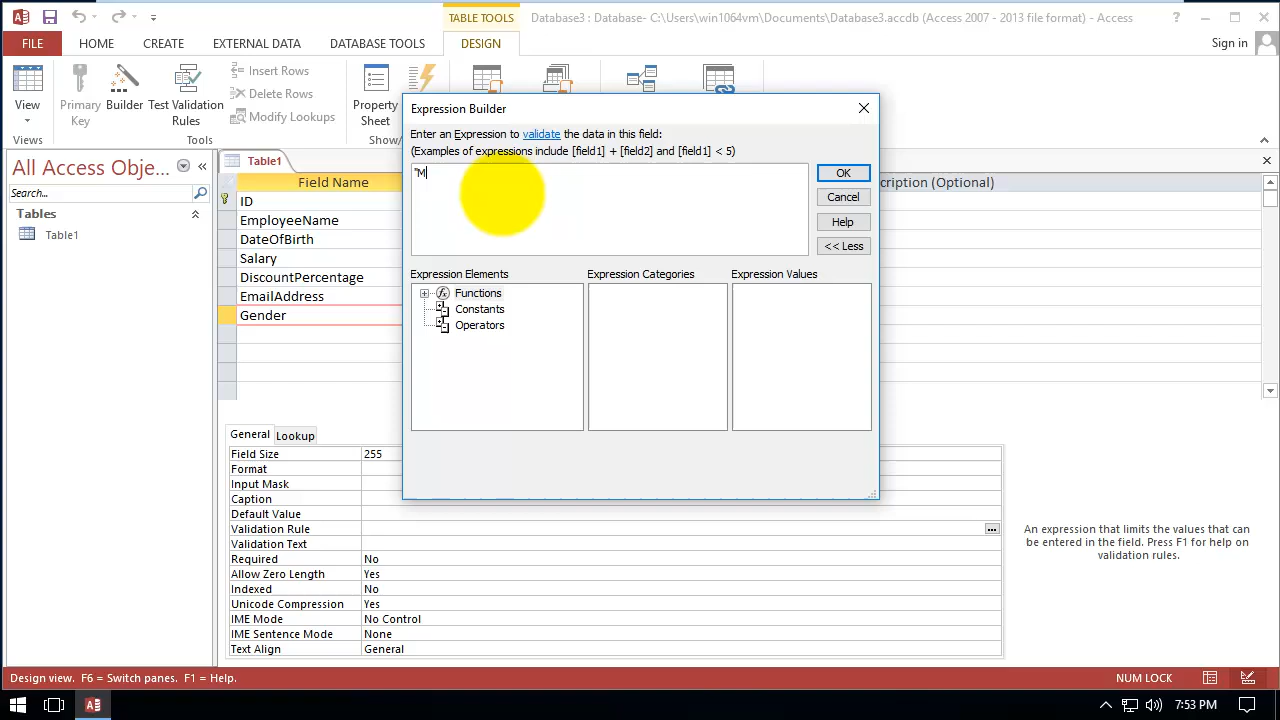 TABLE TOOLS
Database3 : Database- C:\Users\win1064vm\Documents\Database3.accdb (Access 2007 - 2013 file format) - Access
?
FILE HOME CREATE EXTERNAL DATA DATABASE TOOLS DESIGN Sign in
View
Primary Key
Builder
Test Validation Rules
Insert Rows
Delete Rows
Modify Lookups
Property Sheet
Views
Tools
Show/
All Access Obje...
Search...
Tables
Table1
Table1
Field Name
cription (Optional)
ID
EmployeeName
DateOfBirth
Salary
DiscountPercentage
EmailAddress
Gender
Expression Builder
Enter an Expression to validate the data in this field:
(Examples of expressions include [field1] + [field2] and [field1] < 5)
"M
OK
Cancel
Help
<< Less
Expression Elements Expression Categories Expression Values
Functions
Constants
Operators
General Lookup
Field Size 255
Format
Input Mask
Caption
Default Value
Validation Rule
Validation Text
Required No
Allow Zero Length Yes
Indexed No
Unicode Compression Yes
IME Mode No Control
IME Sentence Mode None
Text Align General
An expression that limits the values that can
be entered in the field. Press F1 for help on
validation rules.
Design view. F6 = Switch panes. F1 = Help. NUM LOCK
7:53 PM